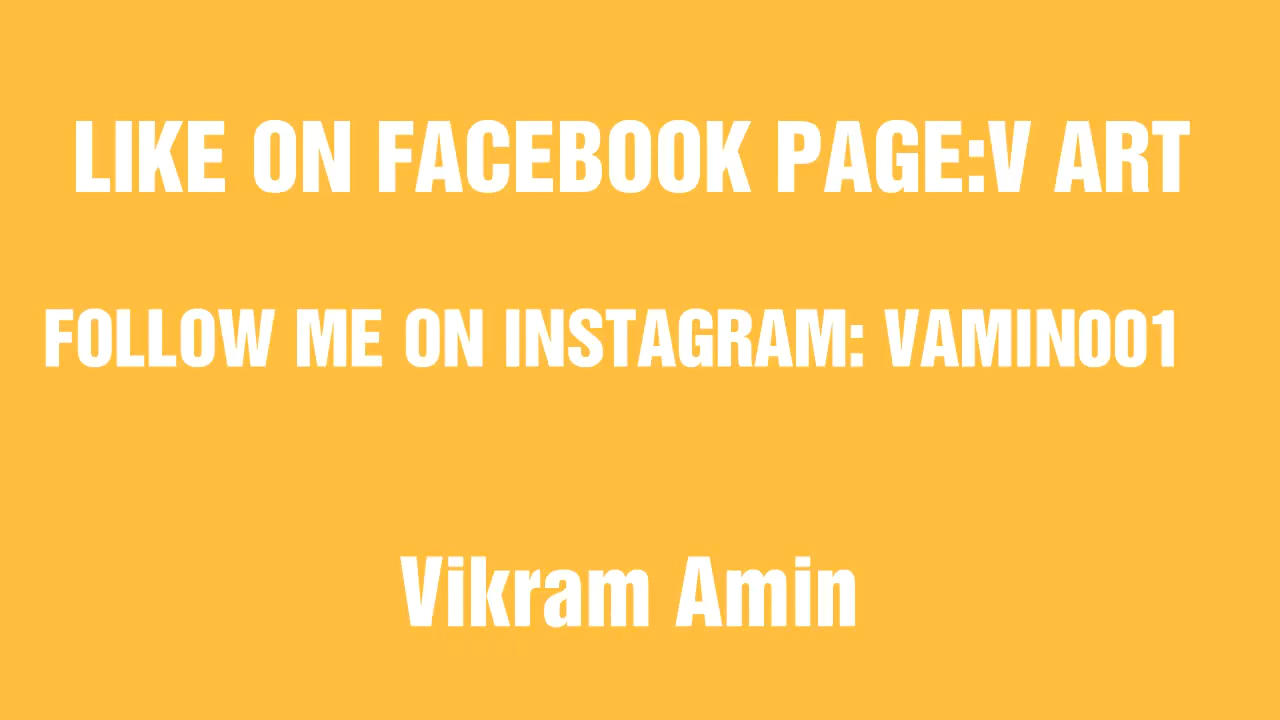 LIKE ON FACEBOOK PAGE:V ART
FOLLOW ME ON INSTAGRAM: VAMIN001
Vikram Amin